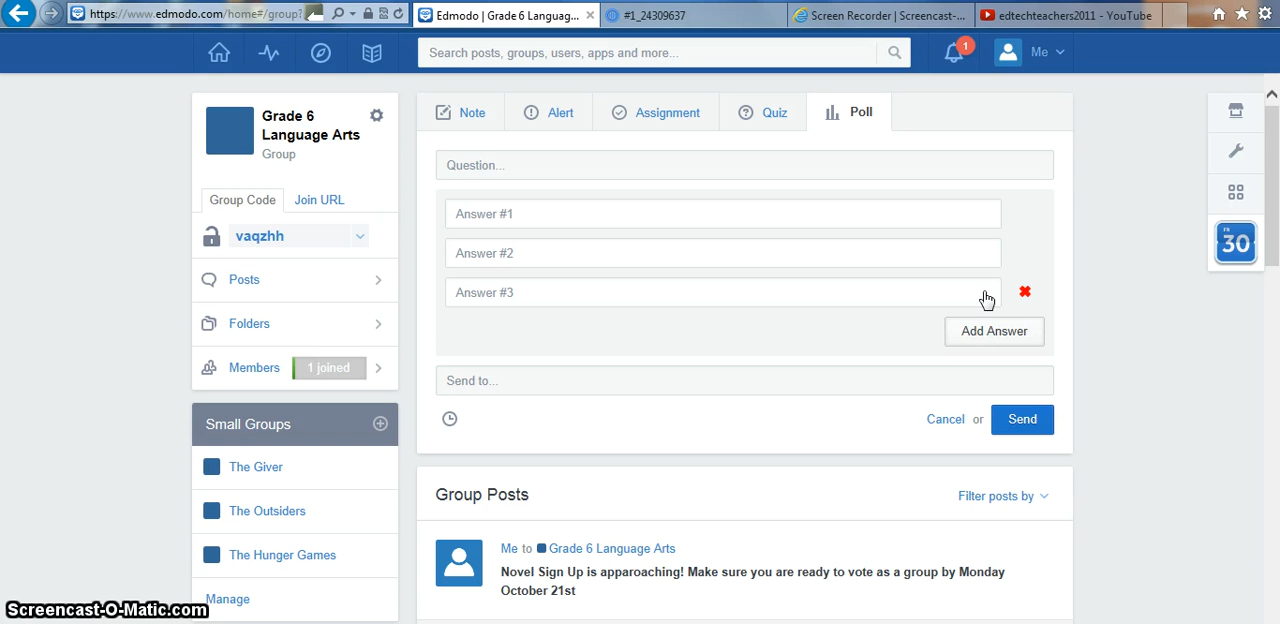 https://www.edmodo.com/home#/group?
Edmodo | Grade 6 Languag...
#1_24309637
Screen Recorder | Screencast-...
edtechteachers2011 - YouTube
Search posts, groups, users, apps and more...
1
Me
Grade 6
Language Arts
Group
Note
Alert
Assignment
Quiz
Poll
Question...
Group Code
Join URL
Answer #1
vaqzhh
Answer #2
30
Posts
Answer #3
Folders
Add Answer
Members
1 joined
Send to...
Small Groups
Cancel or
Send
The Giver
Group Posts
Filter posts by
The Outsiders
Me to Grade 6 Language Arts
The Hunger Games
Novel Sign Up is apparoaching! Make sure you are ready to vote as a group by Monday
October 21st
Manage
Screencast-O-Matic.com